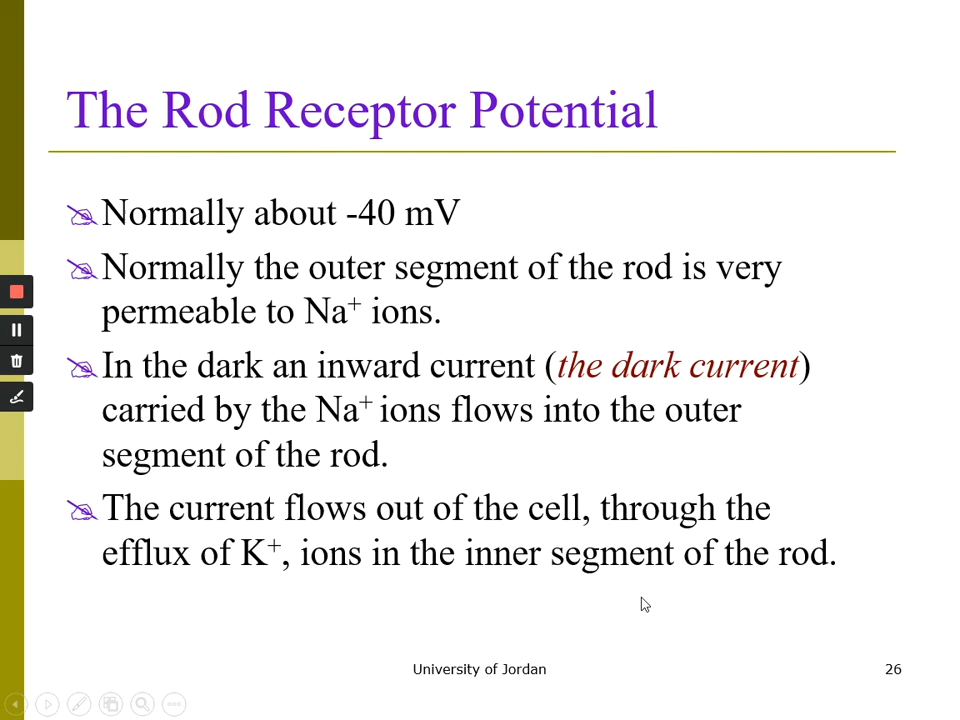 The Rod Receptor Potential
Normally about -40 mV
Normally the outer segment of the rod is very
permeable to Na⁺ ions.
In the dark an inward current (the dark current)
carried by the Na⁺ ions flows into the outer
segment of the rod.
The current flows out of the cell, through the
efflux of K⁺, ions in the inner segment of the rod.
University of Jordan
26